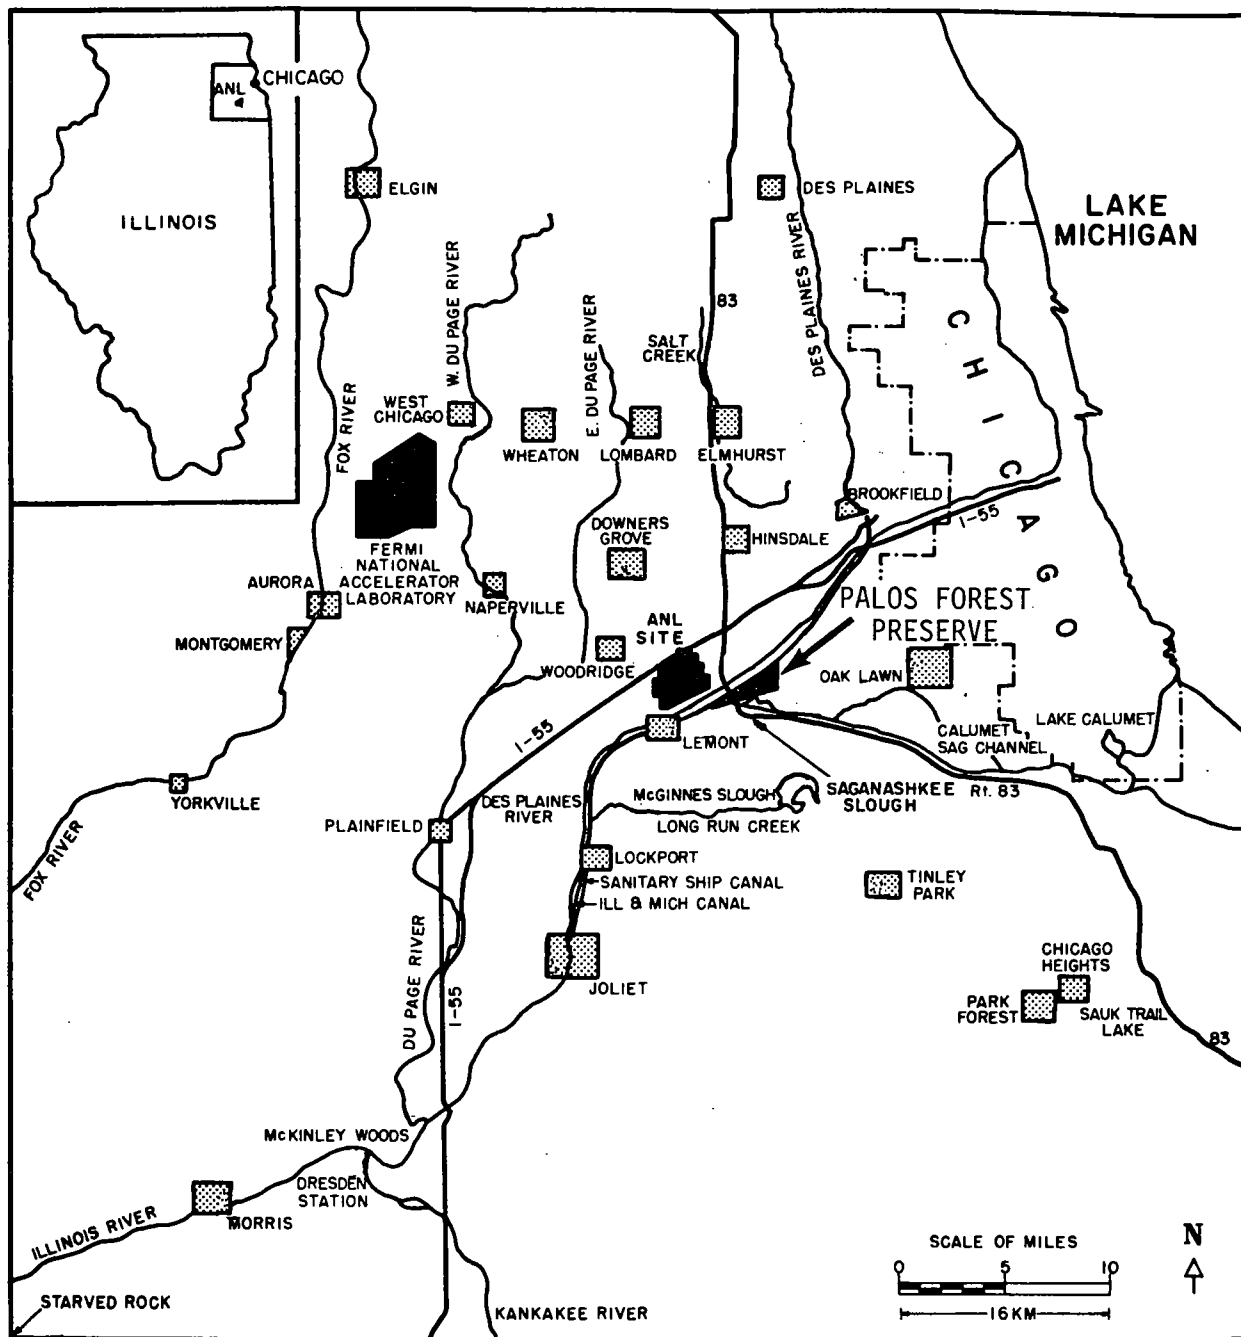 CHICAGO
ANL
ILLINOIS
ELGIN
DES PLAINES
LAKE
MICHIGAN
W. DU PAGE RIVER
E. DU PAGE RIVER
83
DES PLAINES RIVER
SALT
CREEK
CHICAGO
FOX RIVER
WEST
CHICAGO
WHEATON
LOMBARD
ELMHURST
BROOKFIELD
I-55
DOWNERS
GROVE
HINSDALE
FERMI
NATIONAL
ACCELERATOR
LABORATORY
AURORA
NAPERVILLE
PALOS FOREST
PRESERVE
ANL
SITE
MONTGOMERY
WOODRIDGE
OAK LAWN
LAKE CALUMET
CALUMET
SAG CHANNEL
LEMONT
I-55
SAGANASHKEE
SLOUGH
Rt. 83
YORKVILLE
DES PLAINES
RIVER
McGINNES SLOUGH
LONG RUN CREEK
PLAINFIELD
FOX RIVER
LOCKPORT
SANITARY SHIP CANAL
ILL & MICH CANAL
TINLEY
PARK
DU PAGE RIVER
I-55
JOLIET
CHICAGO
HEIGHTS
PARK
FOREST
SAUK TRAIL
LAKE
83
McKINLEY WOODS
DRESDEN
STATION
MORRIS
ILLINOIS RIVER
STARVED ROCK
KANKAKEE RIVER
SCALE OF MILES
0 5 10
16 KM
N